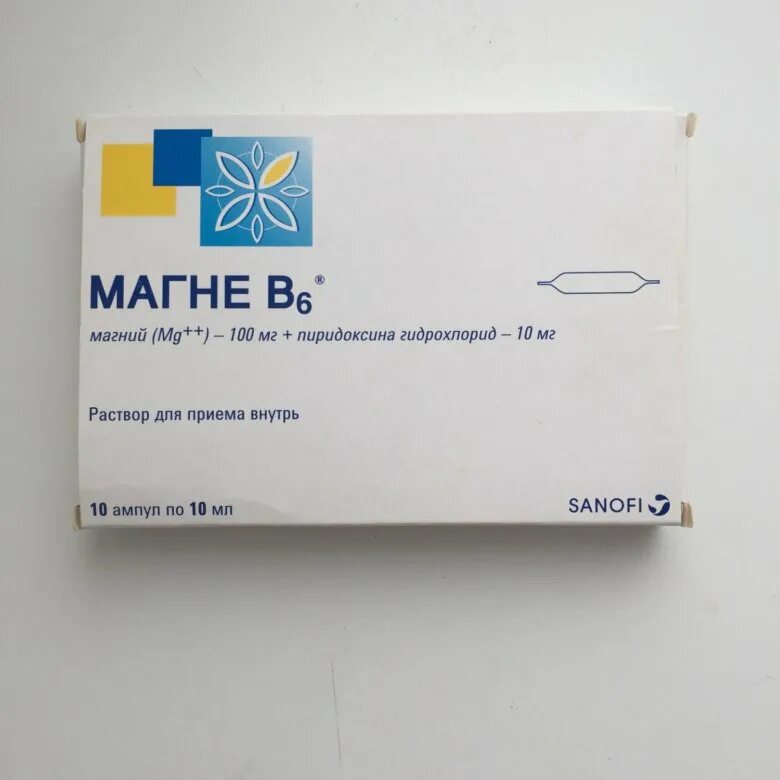 МАГНЕ B6®
магний (Mg++) – 100 мг + пиридоксина гидрохлорид – 10 мг
Раствор для приема внутрь
10 ампул по 10 мл
SANOFI